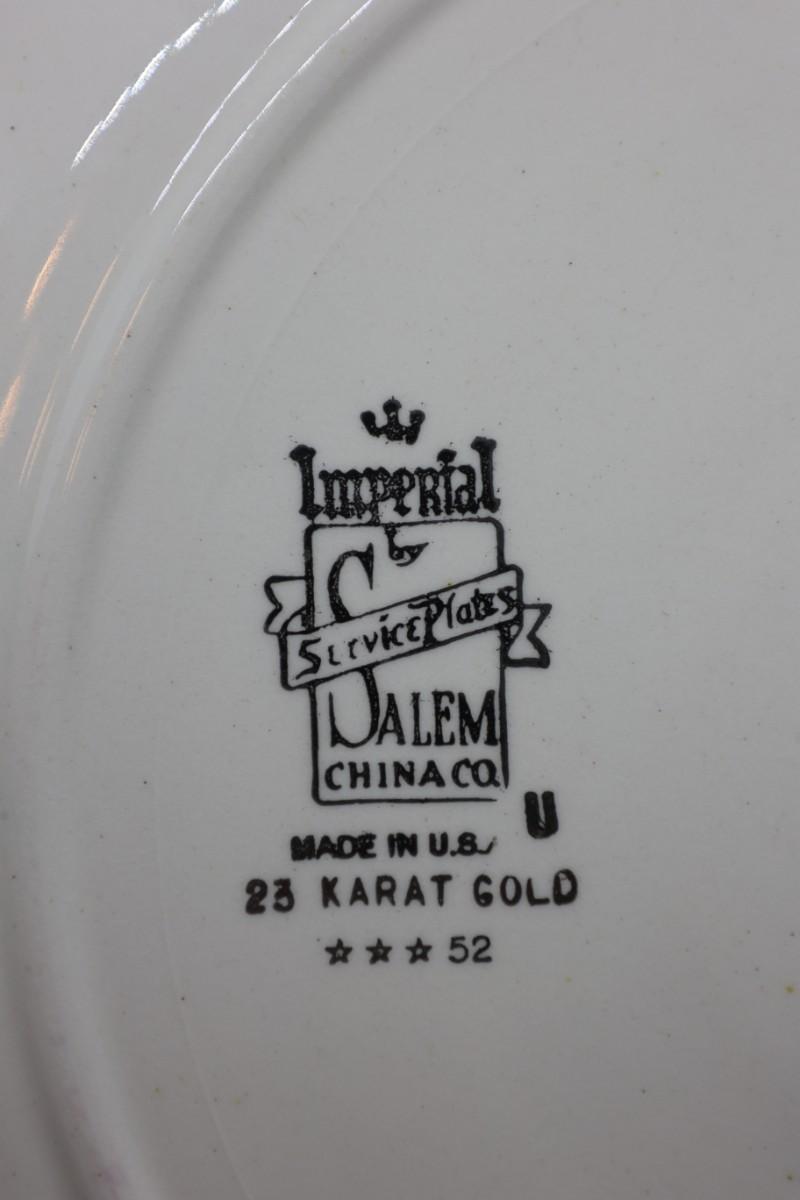 Imperial
Service Plates
SALEM
CHINA CO.
U
MADE IN U.S.
23 KARAT GOLD
☆☆☆ 52